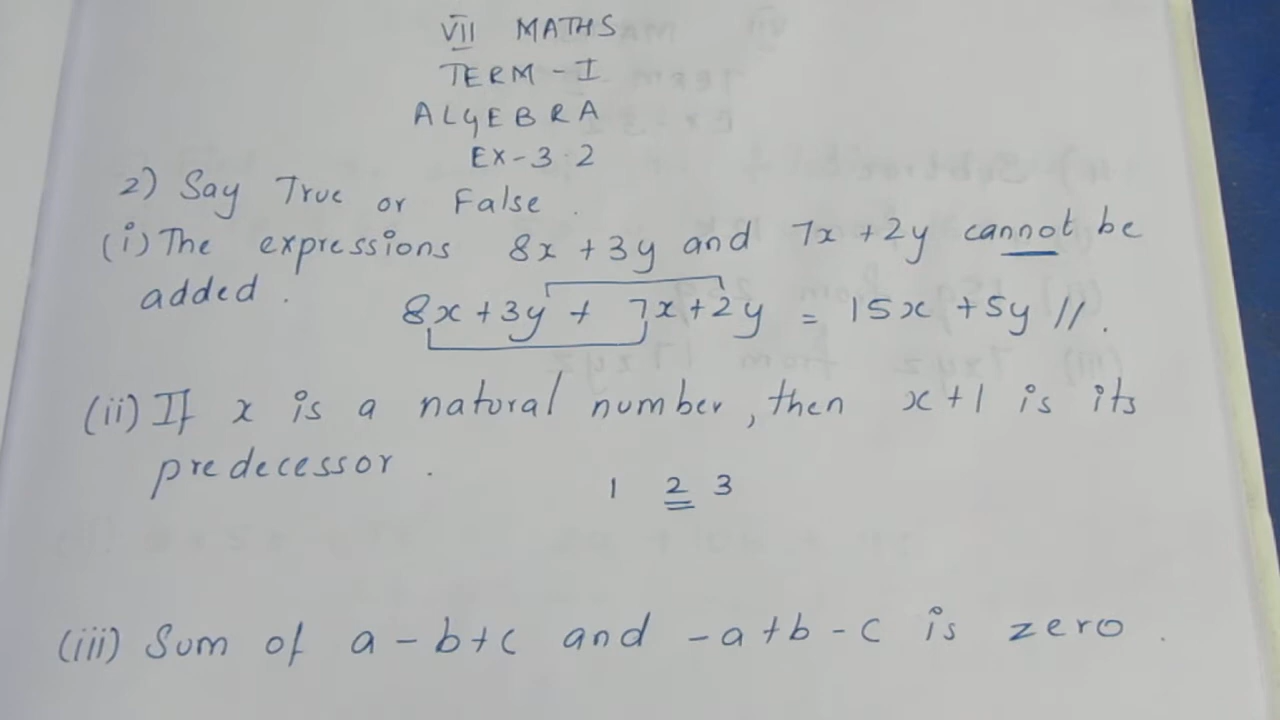 VII MATHS
TERM - I
ALGEBRA
EX - 3.2
2) Say True or False.
(i) The expressions 8x + 3y and 7x + 2y cannot be
added.
8x + 3y + 7x + 2y = 15x + 5y //.
(ii) If x is a natural number, then x + 1 is its
predecessor.
1 2 3
(iii) Sum of a - b + c and - a + b - c is zero.